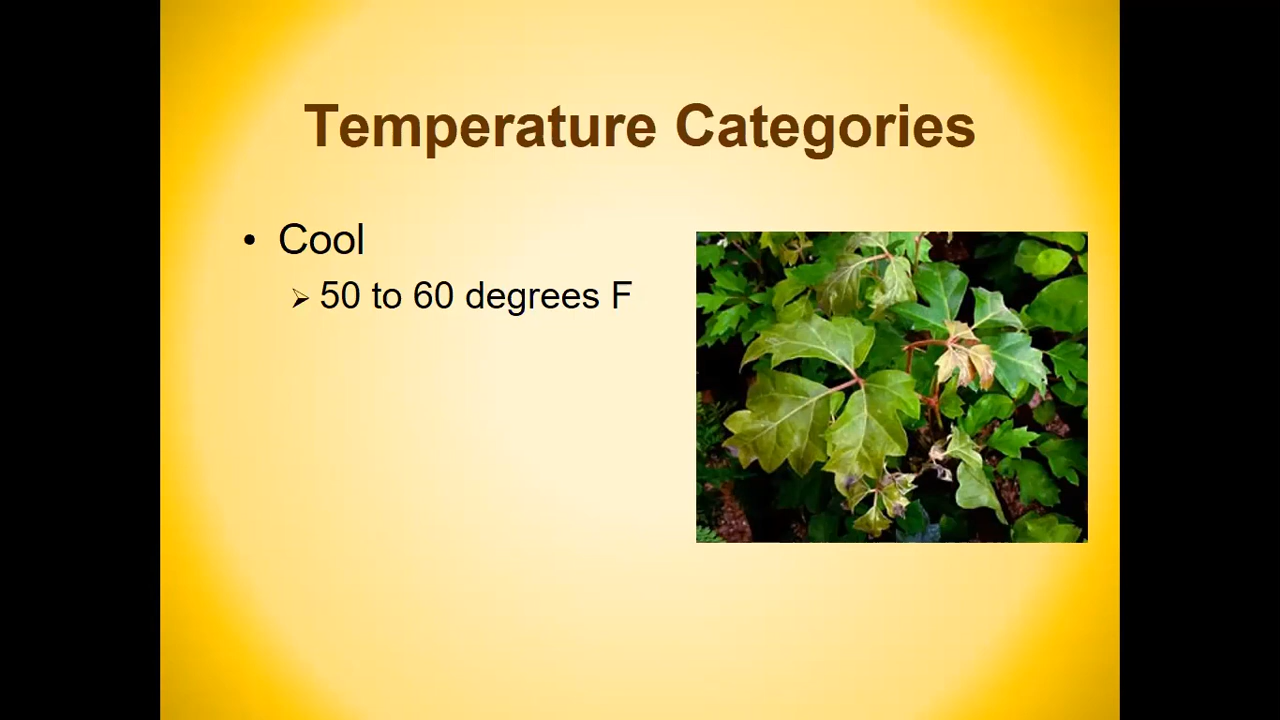 Temperature Categories
• Cool
➢ 50 to 60 degrees F